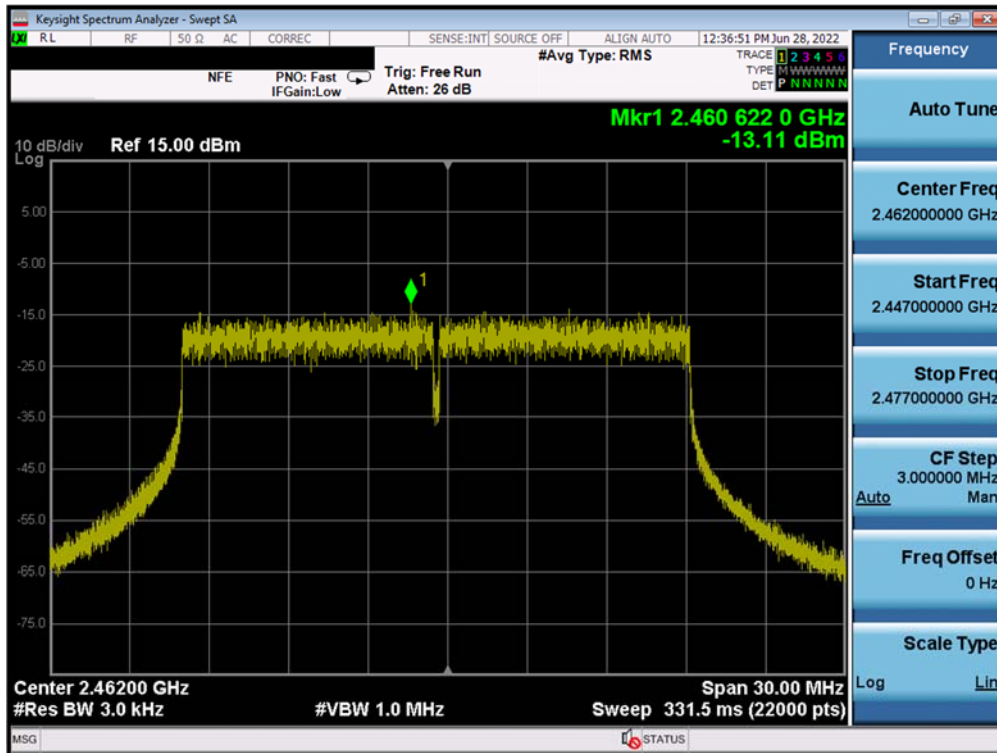 Keysight Spectrum Analyzer - Swept SA
LXI RL RF 50 Ω AC CORREC SENSE:INT SOURCE OFF ALIGN AUTO 12:36:51 PM Jun 28, 2022
NFE PNO: Fast Trig: Free Run #Avg Type: RMS TRACE 1 2 3 4 5 6
IFGain:Low Atten: 26 dB TYPE M WWWWW
DET P N N N N N
Frequency
Mkr1 2.460 622 0 GHz
-13.11 dBm
10 dB/div Ref 15.00 dBm
Log
5.00
-5.00
-15.0
-25.0
-35.0
-45.0
-55.0
-65.0
-75.0
1
Center 2.46200 GHz Span 30.00 MHz
#Res BW 3.0 kHz #VBW 1.0 MHz Sweep 331.5 ms (22000 pts)
MSG STATUS
Auto Tune
Center Freq
2.462000000 GHz
Start Freq
2.447000000 GHz
Stop Freq
2.477000000 GHz
CF Step
3.000000 MHz
Auto Man
Freq Offset
0 Hz
Scale Type
Log Lin